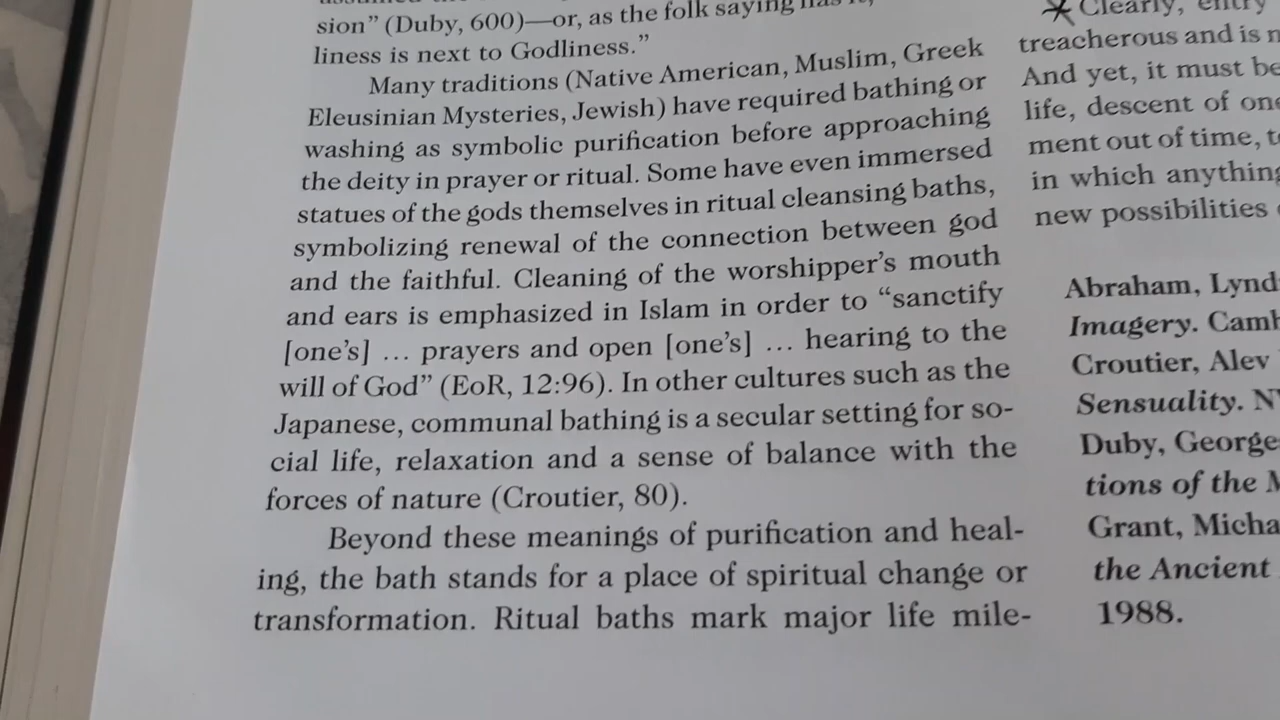 sion” (Duby, 600)—or, as the folk saying has it,
liness is next to Godliness.”
Many traditions (Native American, Muslim, Greek
Eleusinian Mysteries, Jewish) have required bathing or
washing as symbolic purification before approaching
the deity in prayer or ritual. Some have even immersed
statues of the gods themselves in ritual cleansing baths,
symbolizing renewal of the connection between god
and the faithful. Cleaning of the worshipper’s mouth
and ears is emphasized in Islam in order to “sanctify
[one’s] … prayers and open [one’s] … hearing to the
will of God” (EoR, 12:96). In other cultures such as the
Japanese, communal bathing is a secular setting for so-
cial life, relaxation and a sense of balance with the
forces of nature (Croutier, 80).
Beyond these meanings of purification and heal-
ing, the bath stands for a place of spiritual change or
transformation. Ritual baths mark major life mile-
Clearly, entry
treacherous and is
And yet, it must be
life, descent of
ment out of time,
in which anything
new possibilities
Abraham,
Imagery.
Croutier, Alev
Sensuality.
Duby, George
tions of the
Grant,
the Ancient
1988.